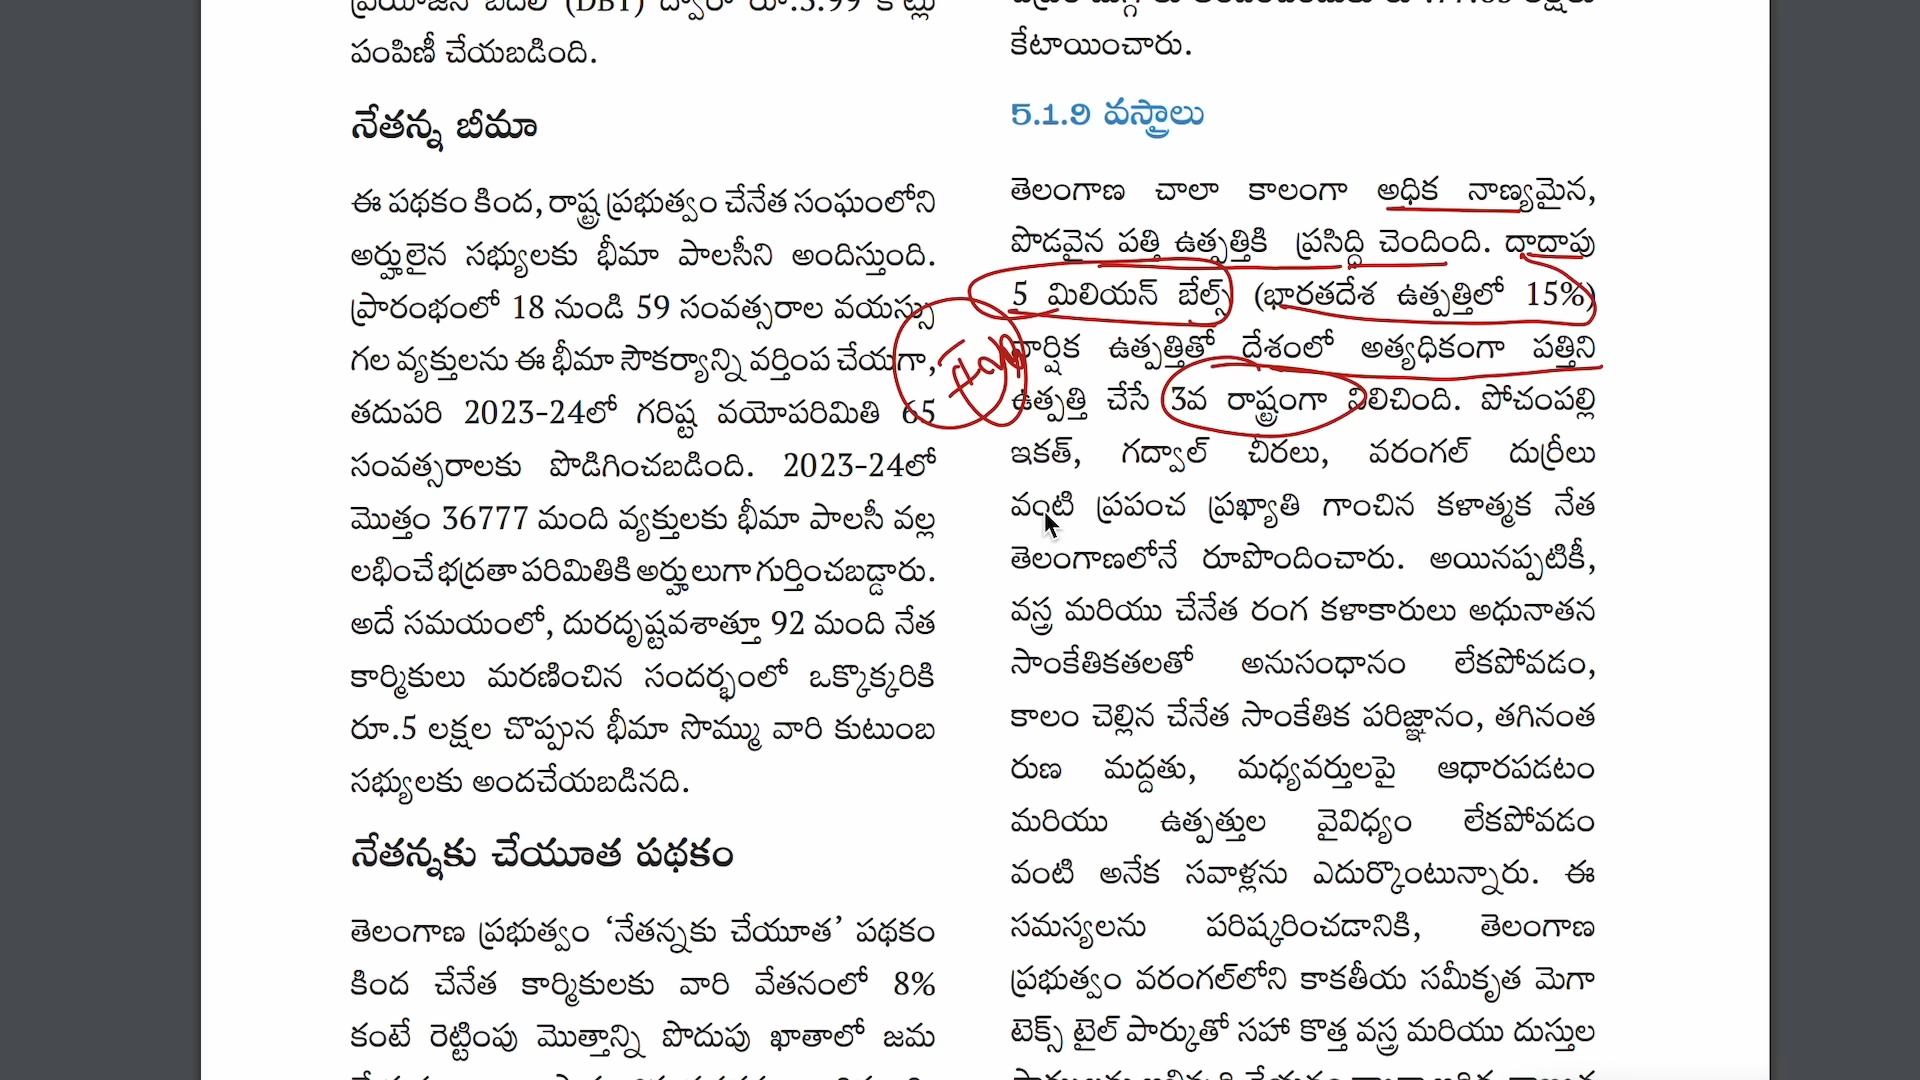 ప్రయోజన బదిలీ (DBT) ద్వారా రూ.3.99 కోట్లు
పంపిణీ చేయబడింది.
నేతన్న బీమా
ఈ పథకం కింద, రాష్ట్ర ప్రభుత్వం చేనేత సంఘంలోని
అర్హులైన సభ్యులకు భీమా పాలసీని అందిస్తుంది.
ప్రారంభంలో 18 నుండి 59 సంవత్సరాల వయస్సు
గల వ్యక్తులను ఈ భీమా సౌకర్యాన్ని వర్తింప చేయగా,
తదుపరి 2023-24లో గరిష్ట వయోపరిమితి 65
సంవత్సరాలకు పొడిగించబడింది. 2023-24లో
మొత్తం 36777 మంది వ్యక్తులకు భీమా పాలసీ వల్ల
లభించే భద్రతా పరిమితికి అర్హులుగా గుర్తించబడ్డారు.
అదే సమయంలో, దురదృష్టవశాత్తూ 92 మంది నేత
కార్మికులు మరణించిన సందర్భంలో ఒక్కొక్కరికి
రూ.5 లక్షల చొప్పున భీమా సొమ్ము వారి కుటుంబ
సభ్యులకు అందచేయబడినది.
నేతన్నకు చేయూత పథకం
తెలంగాణ ప్రభుత్వం ‘నేతన్నకు చేయూత’ పథకం
కింద చేనేత కార్మికులకు వారి వేతనంలో 8%
కంటే రెట్టింపు మొత్తాన్ని పొదుపు ఖాతాలో జమ
కేటాయించారు.
5.1.9 వస్త్రాలు
తెలంగాణ చాలా కాలంగా అధిక నాణ్యమైన,
పొడవైన పత్తి ఉత్పత్తికి ప్రసిద్ధి చెందింది. దాదాపు
5 మిలియన్ బేల్స్ (భారతదేశ ఉత్పత్తిలో 15%)
వార్షిక ఉత్పత్తితో దేశంలో అత్యధికంగా పత్తిని
ఉత్పత్తి చేసే 3వ రాష్ట్రంగా నిలిచింది. పోచంపల్లి
ఇకత్, గద్వాల్ చీరలు, వరంగల్ దుర్రీలు
వంటి ప్రపంచ ప్రఖ్యాతి గాంచిన కళాత్మక నేత
తెలంగాణలోనే రూపొందించారు. అయినప్పటికీ,
వస్త్ర మరియు చేనేత రంగ కళాకారులు అధునాతన
సాంకేతికతలతో అనుసంధానం లేకపోవడం,
కాలం చెల్లిన చేనేత సాంకేతిక పరిజ్ఞానం, తగినంత
రుణ మద్దతు, మధ్యవర్తులపై ఆధారపడటం
మరియు ఉత్పత్తుల వైవిధ్యం లేకపోవడం
వంటి అనేక సవాళ్లను ఎదుర్కొంటున్నారు. ఈ
సమస్యలను పరిష్కరించడానికి, తెలంగాణ
ప్రభుత్వం వరంగల్‌లోని కాకతీయ సమీకృత మెగా
టెక్స్ టైల్ పార్కుతో సహా కొత్త వస్త్ర మరియు దుస్తుల